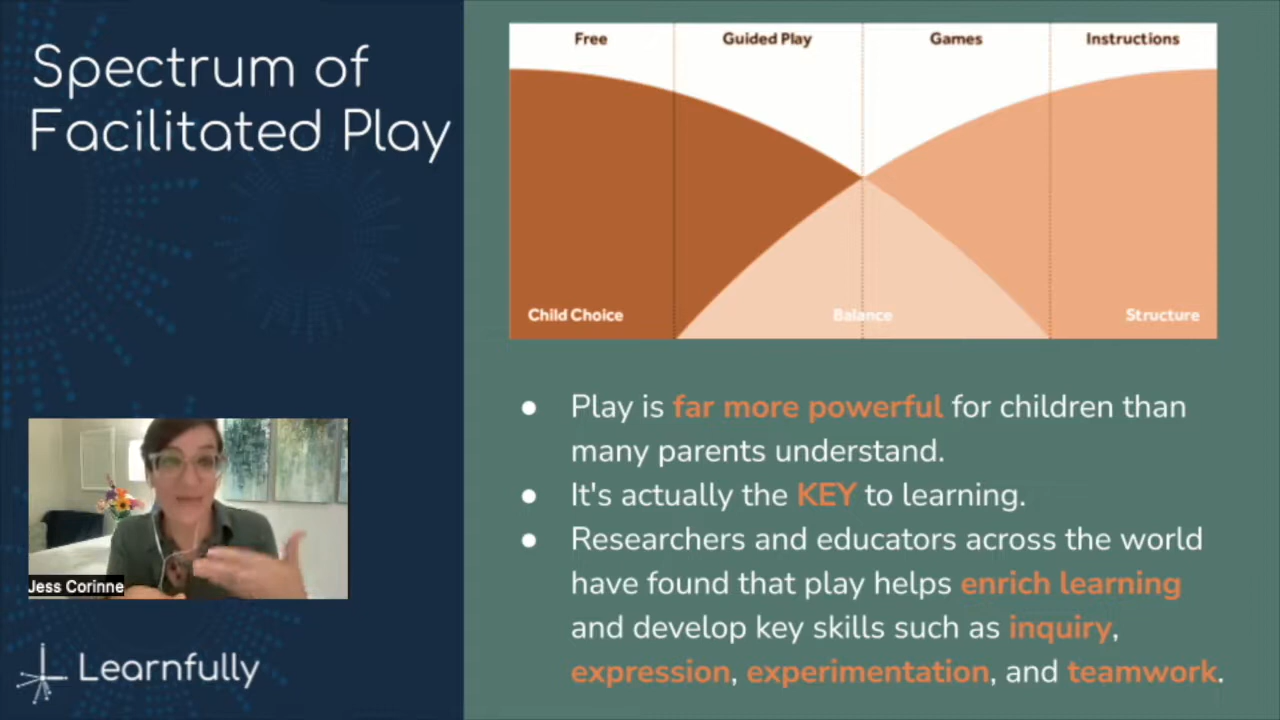 Spectrum of
Facilitated Play
Free
Guided Play
Games
Instructions
Child Choice
Balance
Structure
● Play is far more powerful for children than
many parents understand.
● It's actually the KEY to learning.
● Researchers and educators across the world
have found that play helps enrich learning
and develop key skills such as inquiry,
expression, experimentation, and teamwork.
Jess Corinne
Learnfully